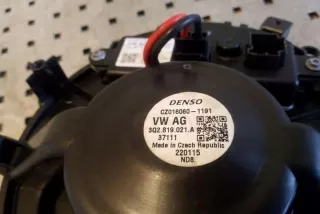 DENSO
CZ016060-1191
VW AG
3Q2.819.021.A
37111
Made in Czech Republic
220115
ND8.